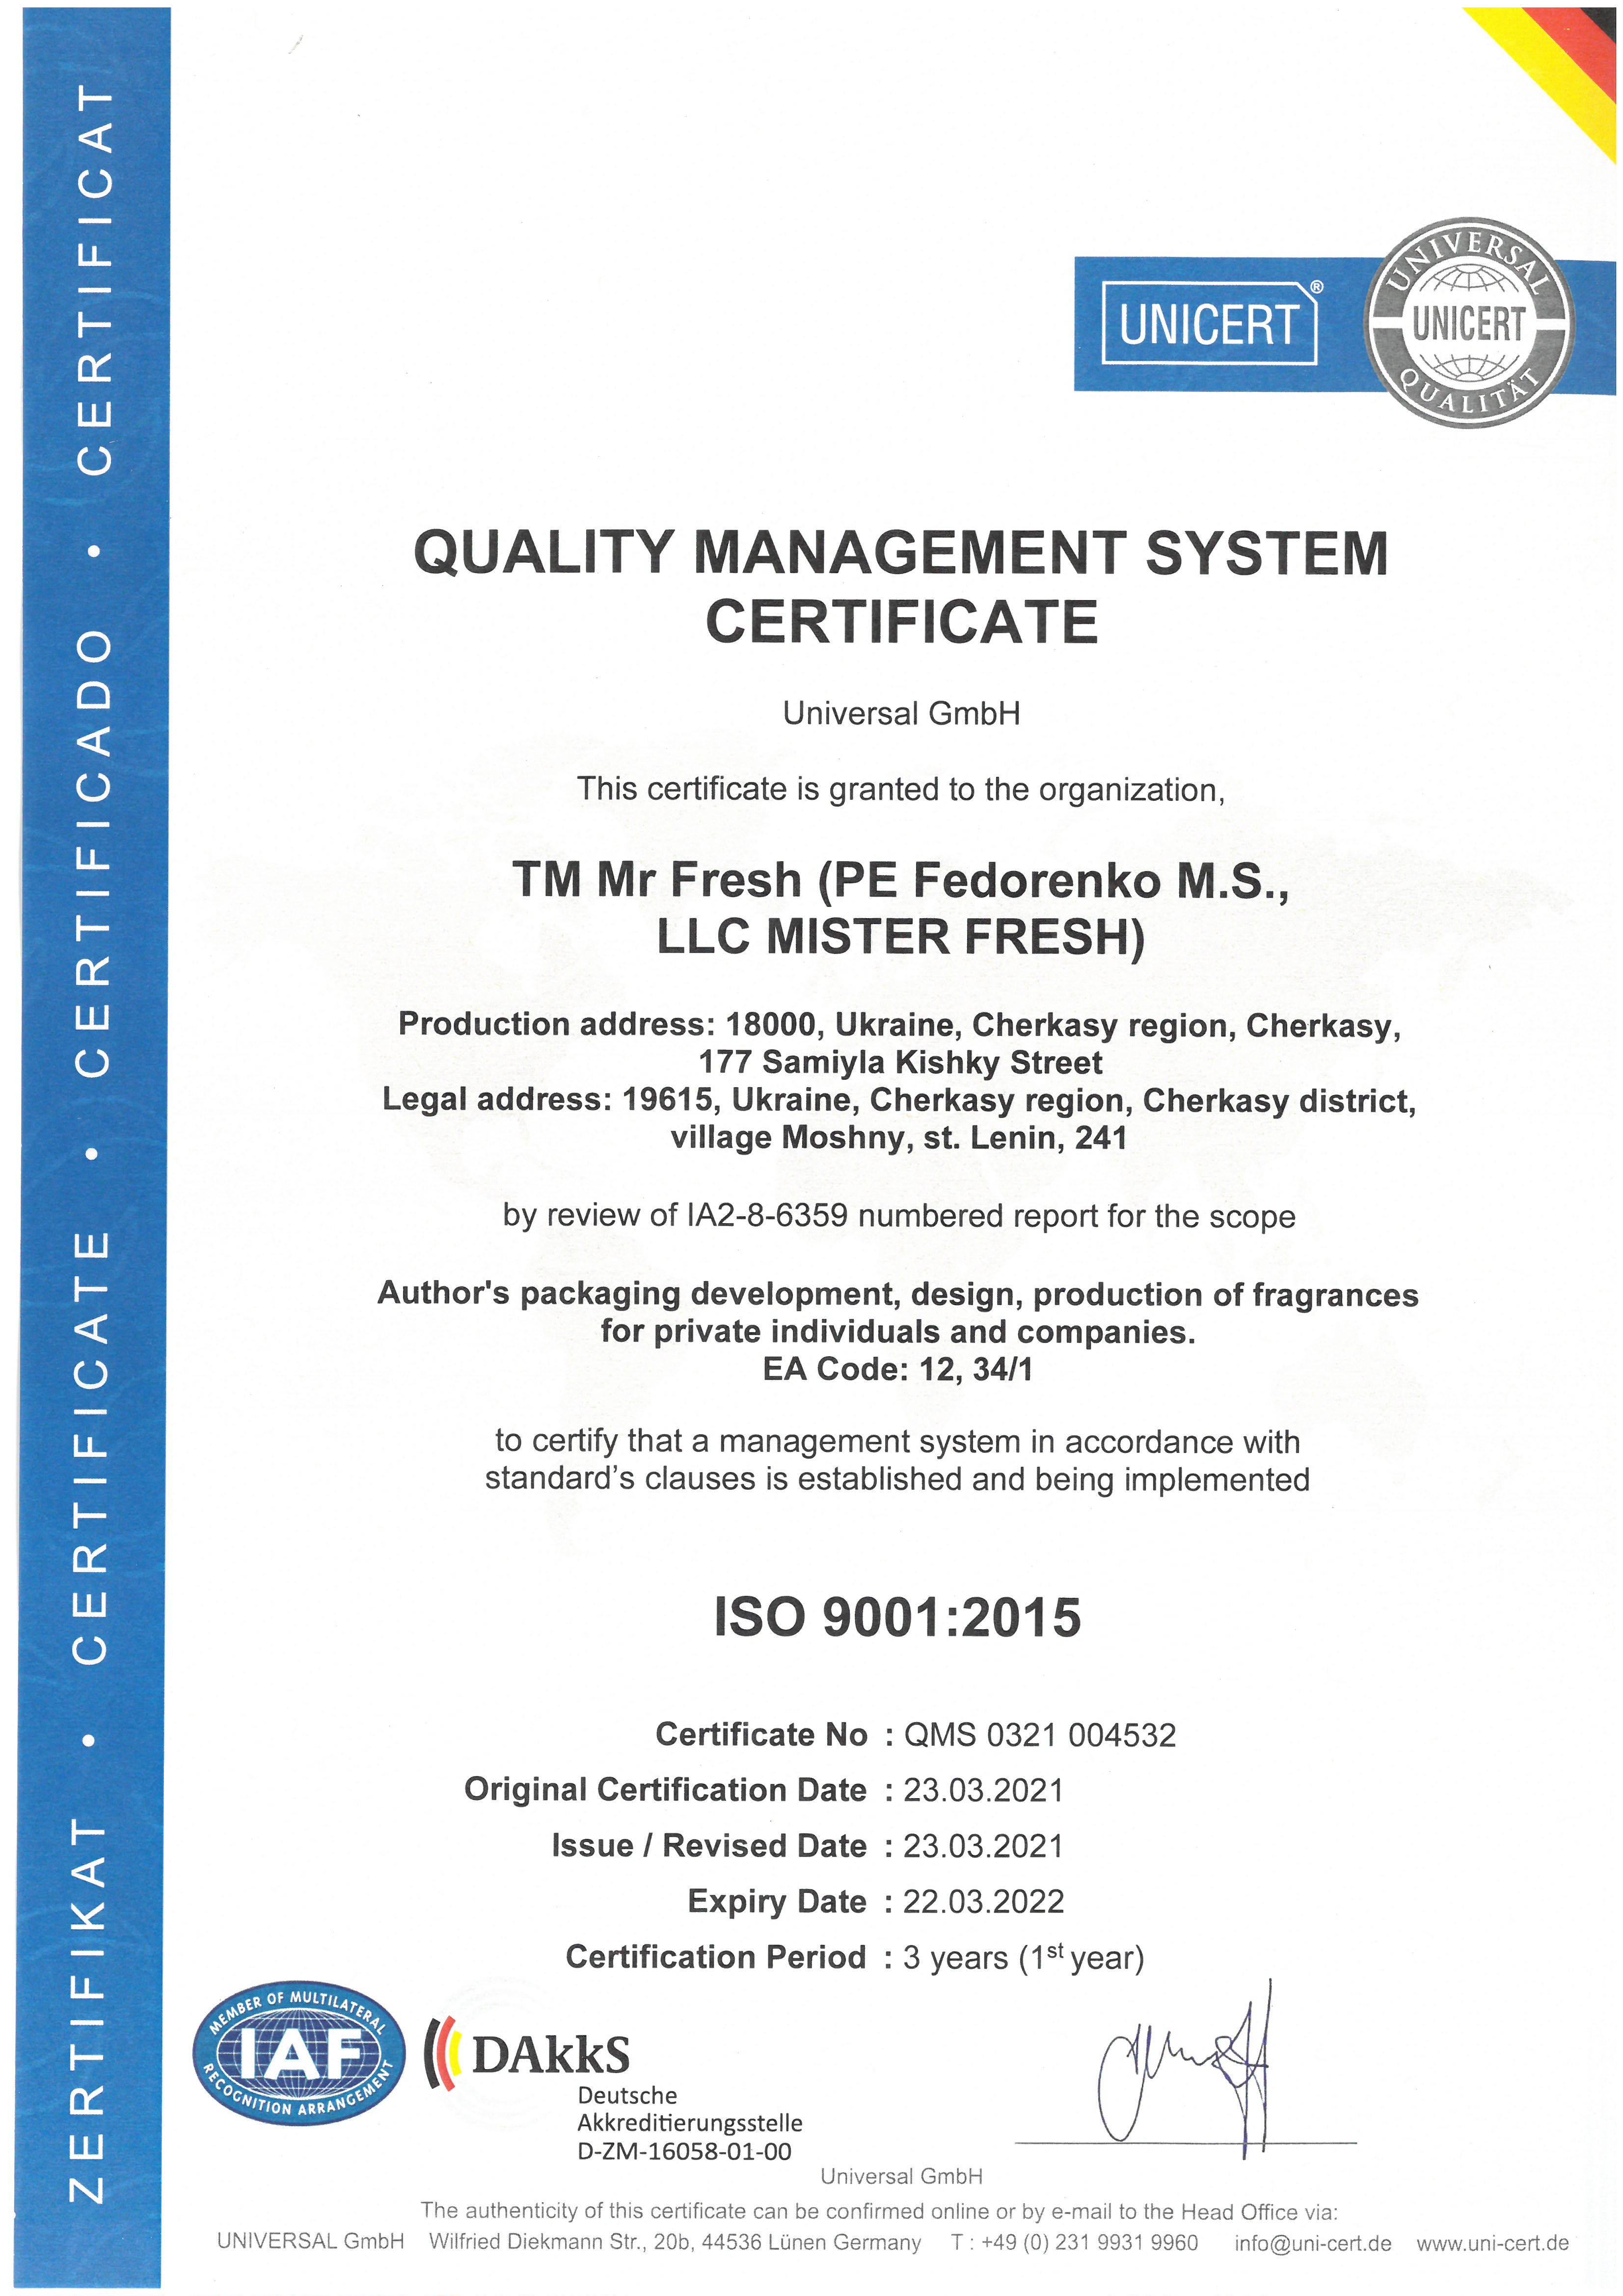 ZERTIFIKAT • CERTIFICATE • CERTIFICADO • CERTIFICAT
UNICERT®
UNIVERSAL
UNICERT
QUALITÄT
QUALITY MANAGEMENT SYSTEM
CERTIFICATE
Universal GmbH
This certificate is granted to the organization,
TM Mr Fresh (PE Fedorenko M.S.,
LLC MISTER FRESH)
Production address: 18000, Ukraine, Cherkasy region, Cherkasy,
177 Samiyla Kishky Street
Legal address: 19615, Ukraine, Cherkasy region, Cherkasy district,
village Moshny, st. Lenin, 241
by review of IA2-8-6359 numbered report for the scope
Author's packaging development, design, production of fragrances
for private individuals and companies.
EA Code: 12, 34/1
to certify that a management system in accordance with
standard’s clauses is established and being implemented
ISO 9001:2015
Certificate No : QMS 0321 004532
Original Certification Date : 23.03.2021
Issue / Revised Date : 23.03.2021
Expiry Date : 22.03.2022
Certification Period : 3 years (1st year)
MEMBER OF MULTILATERAL
IAF
RECOGNITION ARRANGEMENT
DAkkS
Deutsche
Akkreditierungsstelle
D-ZM-16058-01-00
Universal GmbH
The authenticity of this certificate can be confirmed online or by e-mail to the Head Office via:
UNIVERSAL GmbH Wilfried Diekmann Str., 20b, 44536 Lünen Germany T : +49 (0) 231 9931 9960 info@uni-cert.de www.uni-cert.de